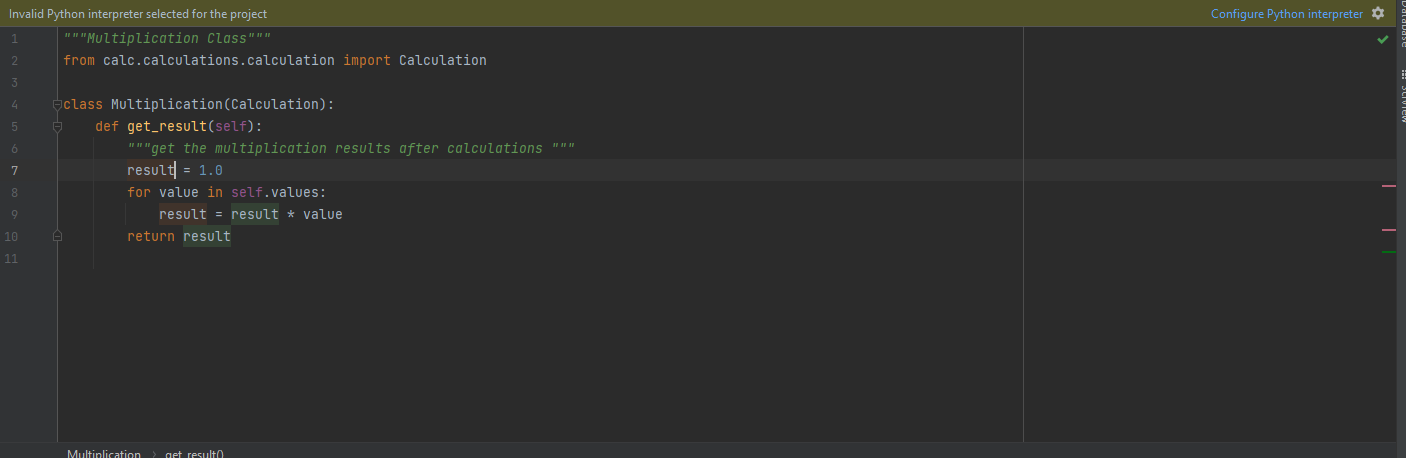 Invalid Python interpreter selected for the project
Configure Python interpreter
Database
1 """Multiplication Class"""
2 from calc.calculations.calculation import Calculation
3
4 class Multiplication(Calculation):
5     def get_result(self):
6         """get the multiplication results after calculations """
7         result = 1.0
8         for value in self.values:
9             result = result * value
10         return result
11
SciView
Multiplication > get_result()